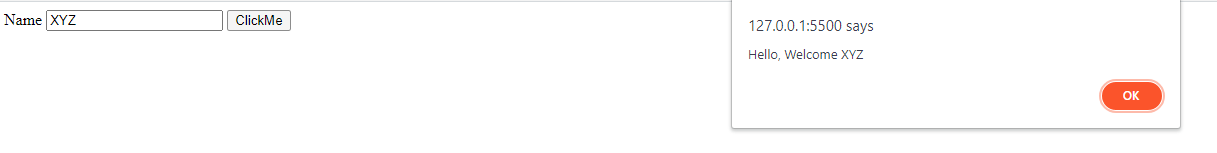 Name XYZ ClickMe
127.0.0.1:5500 says
Hello, Welcome XYZ
OK